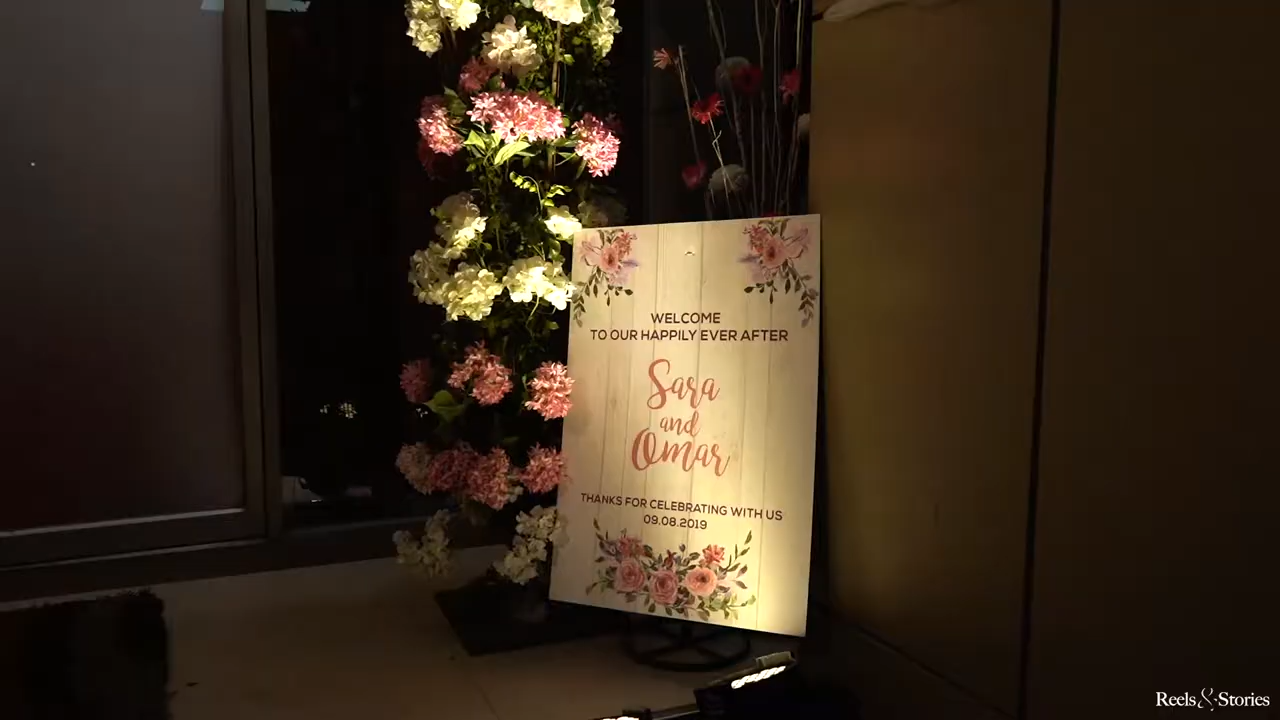 WELCOME
TO OUR HAPPILY EVER AFTER
Sara
and
Omar
THANKS FOR CELEBRATING WITH US
09.08.2019
Reels & Stories